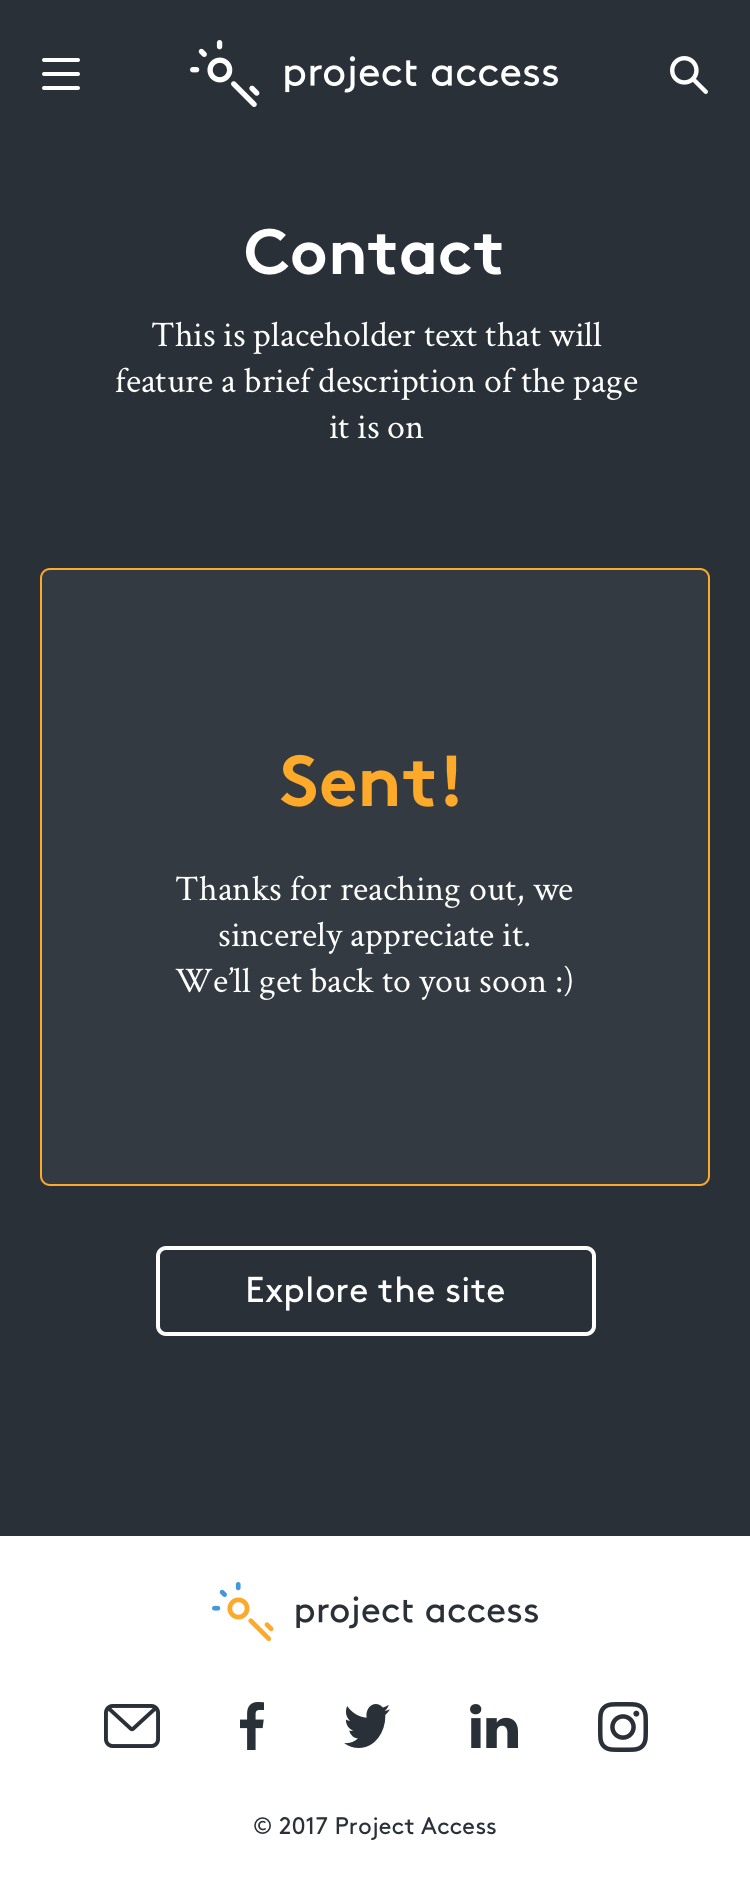 project access
Contact
This is placeholder text that will
feature a brief description of the page
it is on
Sent!
Thanks for reaching out, we
sincerely appreciate it.
We’ll get back to you soon :)
Explore the site
project access
© 2017 Project Access